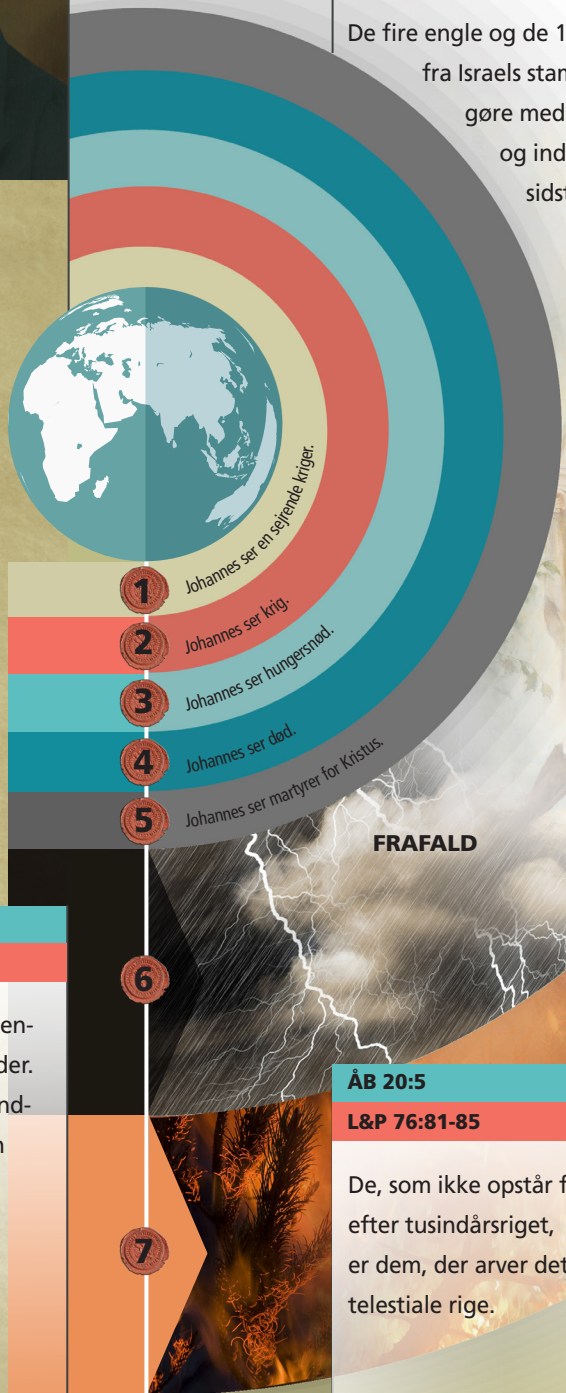 De fire engle og de 1
fra Israels
gøre med
og ind
sidst
1
Johannes ser en sejrende kriger.
2
Johannes ser krig.
3
Johannes ser hungersnød.
4
Johannes ser død.
5
Johannes ser martyrer for Kristus.
FRAFALD
6
en-
der.
nd-
ÅB 20:5
L&P 76:81-85
De, som ikke opstår f
efter tusindårsriget,
er dem, der arver det
telestiale rige.
7